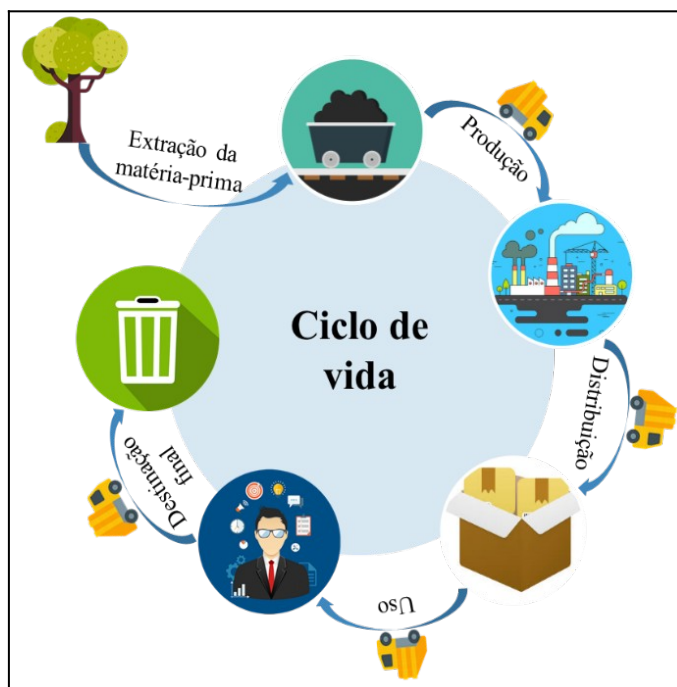 Extração da
matéria-prima
Produção
Distribuição
Uso
Destinação
final
Ciclo de
vida